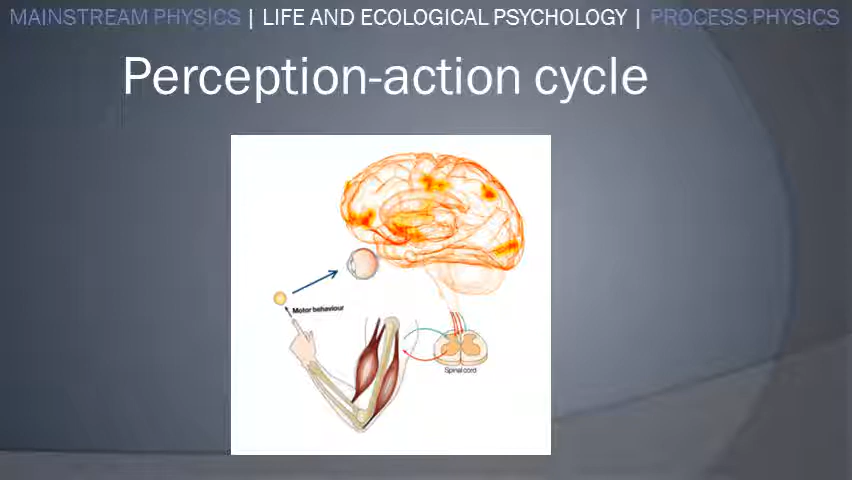 MAINSTREAM PHYSICS | LIFE AND ECOLOGICAL PSYCHOLOGY | PROCESS PHYSICS
Perception-action cycle
Motor behaviour
Spinal cord